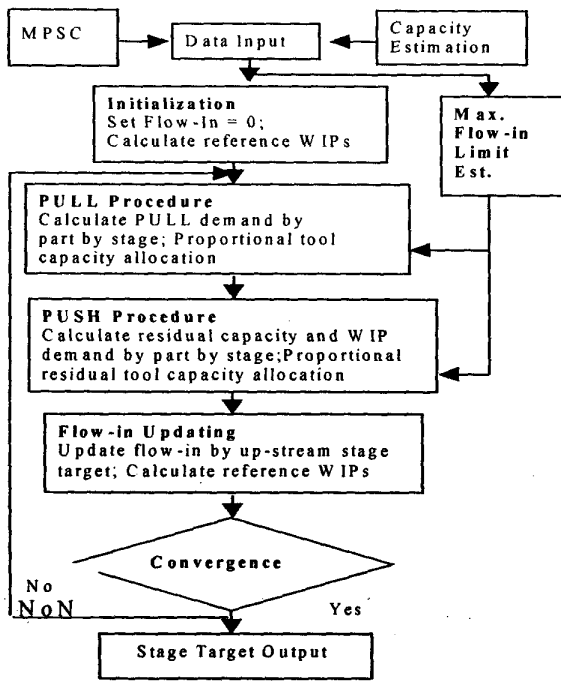 MPSC
Data Input
Capacity
Estimation
Initialization
Set Flow-In = 0;
Calculate reference WIPs
Max.
Flow-in
Limit
Est.
PULL Procedure
Calculate PULL demand by
part by stage; Proportional tool
capacity allocation
PUSH Procedure
Calculate residual capacity and WIP
demand by part by stage;Proportional
residual tool capacity allocation
Flow-in Updating
Update flow-in by up-stream stage
target; Calculate reference WIPs
Convergence
No
NoN
Yes
Stage Target Output